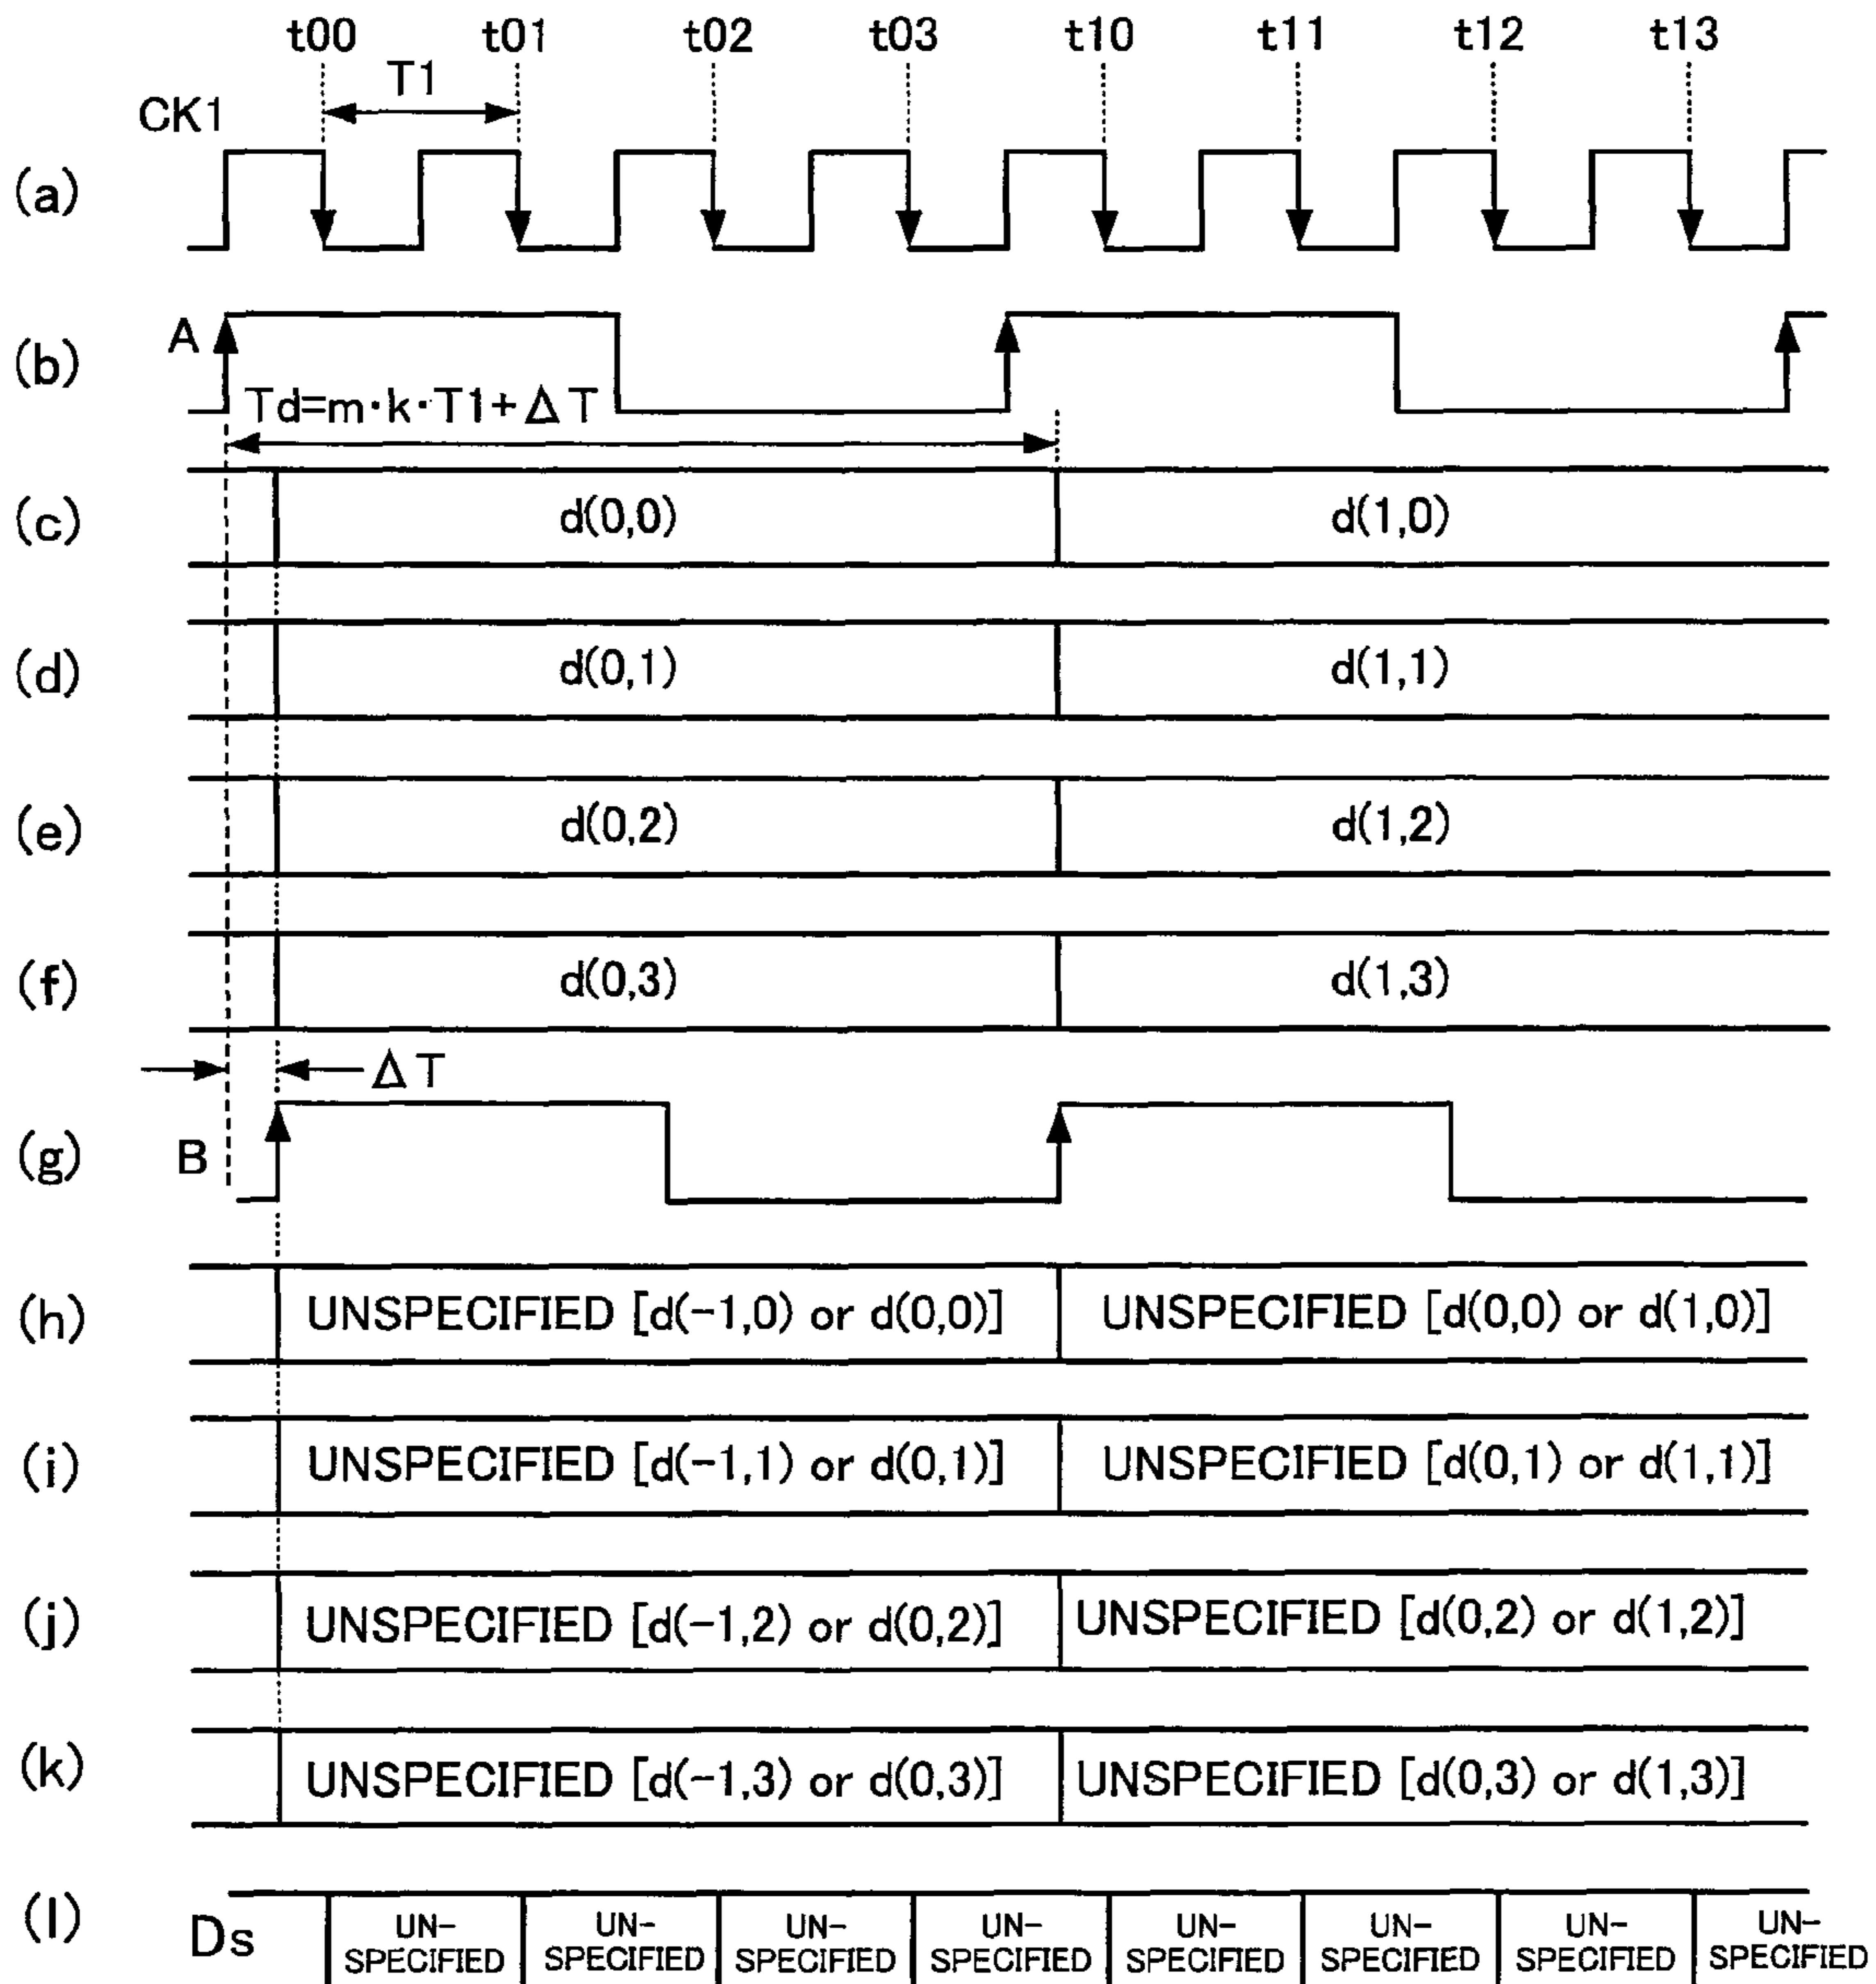 t00 t01 t02 t03 t10 t11 t12 t13
T1
CK1
(a)
A
(b)
Td=m・k・T1+ΔT
(c) d(0,0) d(1,0)
(d) d(0,1) d(1,1)
(e) d(0,2) d(1,2)
(f) d(0,3) d(1,3)
ΔT
(g) B
(h) UNSPECIFIED [d(-1,0) or d(0,0)] UNSPECIFIED [d(0,0) or d(1,0)]
(i) UNSPECIFIED [d(-1,1) or d(0,1)] UNSPECIFIED [d(0,1) or d(1,1)]
(j) UNSPECIFIED [d(-1,2) or d(0,2)] UNSPECIFIED [d(0,2) or d(1,2)]
(k) UNSPECIFIED [d(-1,3) or d(0,3)] UNSPECIFIED [d(0,3) or d(1,3)]
(l) Ds
UN- UN- UN- UN- UN- UN- UN- UN-
SPECIFIED SPECIFIED SPECIFIED SPECIFIED SPECIFIED SPECIFIED SPECIFIED SPECIFIED